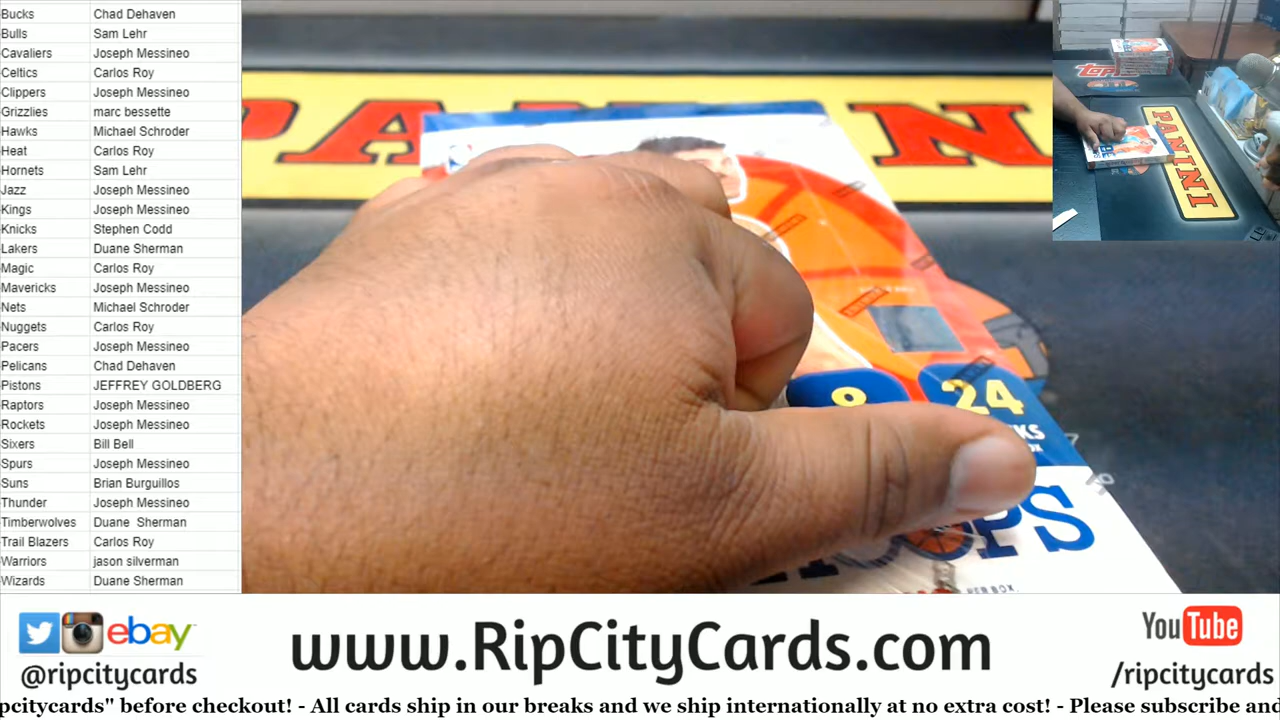 Bucks Chad Dehaven
Bulls Sam Lehr
Cavaliers Joseph Messineo
Celtics Carlos Roy
Clippers Joseph Messineo
Grizzlies marc bessette
Hawks Michael Schroder
Heat Carlos Roy
Hornets Sam Lehr
Jazz Joseph Messineo
Kings Joseph Messineo
Knicks Stephen Codd
Lakers Duane Sherman
Magic Carlos Roy
Mavericks Joseph Messineo
Nets Michael Schroder
Nuggets Carlos Roy
Pacers Joseph Messineo
Pelicans Chad Dehaven
Pistons JEFFREY GOLDBERG
Raptors Joseph Messineo
Rockets Joseph Messineo
Sixers Bill Bell
Spurs Joseph Messineo
Suns Brian Burguillos
Thunder Joseph Messineo
Timberwolves Duane Sherman
Trail Blazers Carlos Roy
Warriors jason silverman
Wizards Duane Sherman
24
PER BOX
TOPPS
PANINI
ebay
@ripcitycards
www.RipCityCards.com
YouTube
/ripcitycards
pcitycards" before checkout! - All cards ship in our breaks and we ship internationally at no extra cost! - Please subscribe and